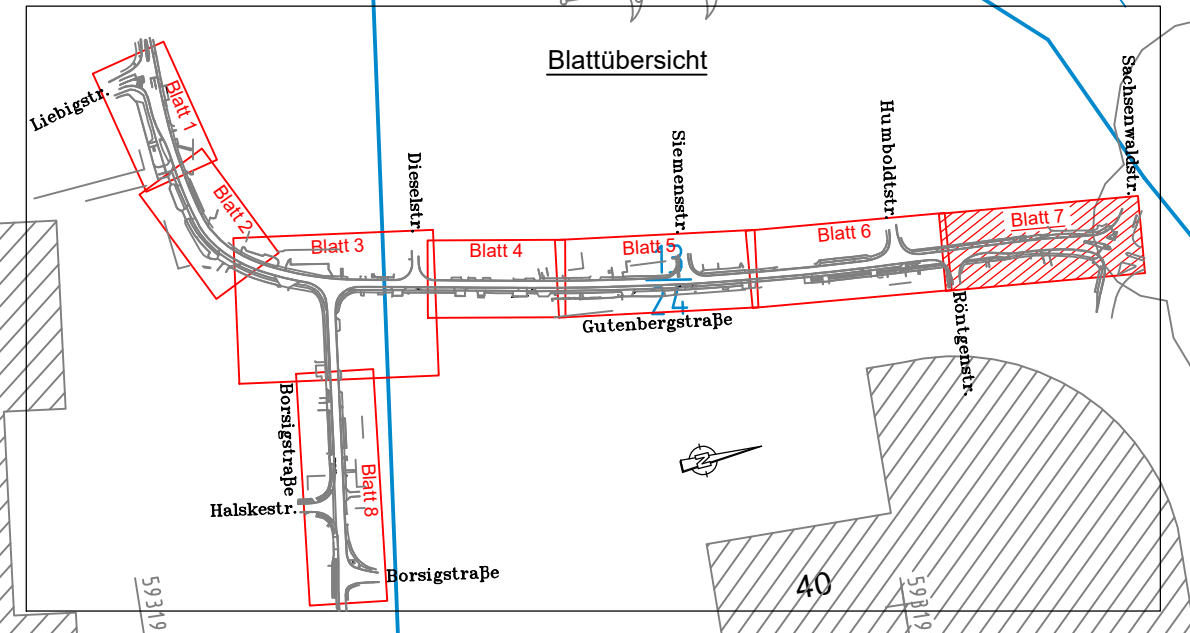 Blattübersicht
Liebigstr.
Blatt 1
Blatt 2
Blatt 3
Dieselstr.
Blatt 4
Siemensstr.
Blatt 5
13
24
Gutenbergstraße
Humboldtstr.
Blatt 6
Sachsenwaldstr.
Blatt 7
Röntgenstr.
Borsigstraße
Blatt 8
Halskestr.
Borsigstraße
N
40
59319
59319